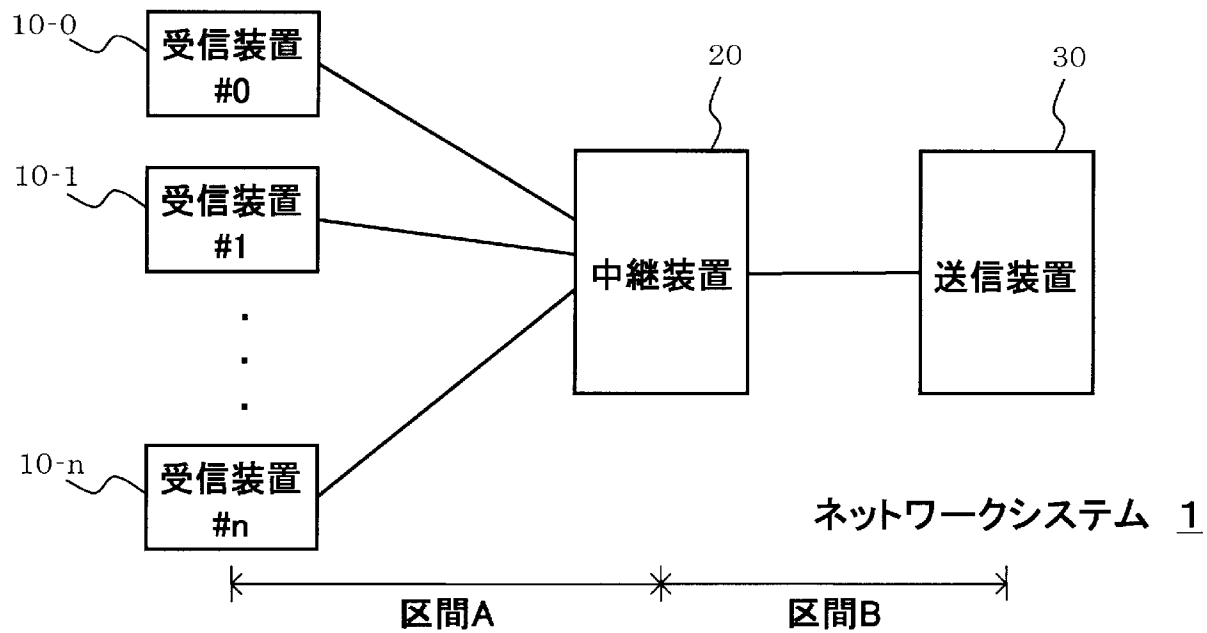 10-0
受信装置
#0
10-1
受信装置
#1
・
・
・
10-n
受信装置
#n
20
中継装置
30
送信装置
ネットワークシステム 1
区間A
区間B